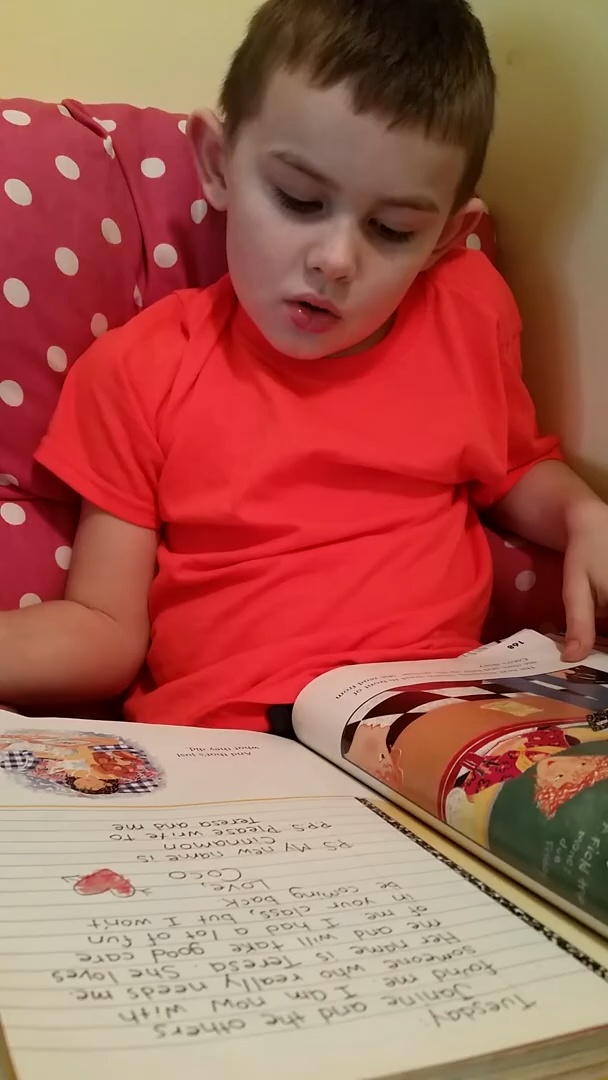 Tuesday
Janine and the others
found me. I am now with
someone who really needs me.
Her name is Teresa. She loves
me and will take good care
of me. I had a lot of fun
in your class, but I won't
be coming back
Love,
Coco
PS My new name is
Cinnamon
PPS Please write to
Teresa and me
And that's just
what they did.
168